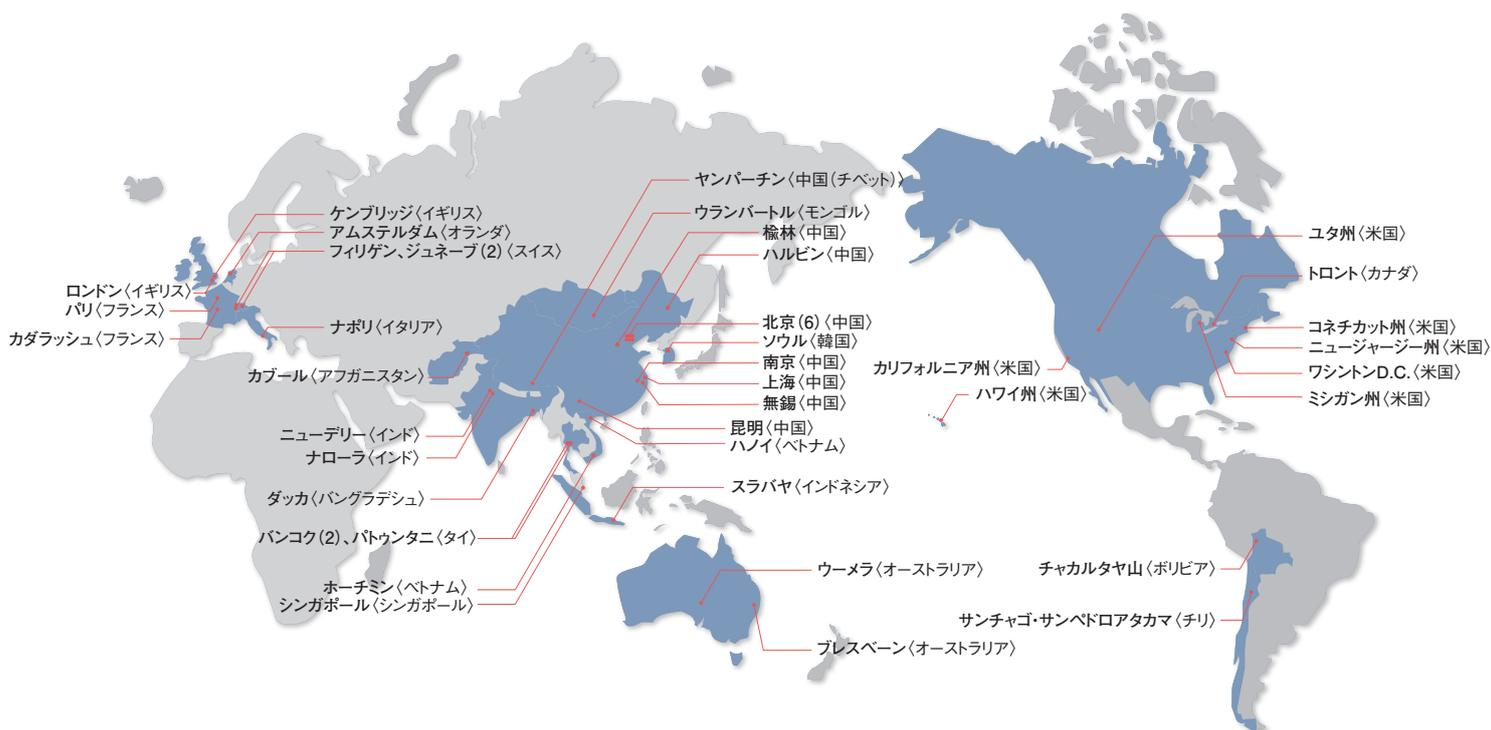 ヤンパーチン〈中国(チベット)〉
ケンブリッジ〈イギリス〉
ウランバートル〈モンゴル〉
アムステルダム〈オランダ〉
楡林〈中国〉
ユタ州〈米国〉
フィリゲン、ジュネーブ(2)〈スイス〉
ハルビン〈中国〉
トロント〈カナダ〉
ロンドン〈イギリス〉
パリ〈フランス〉
カダラッシュ〈フランス〉
ナポリ〈イタリア〉
北京(6)〈中国〉
ソウル〈韓国〉
コネチカット州〈米国〉
ニュージャージー州〈米国〉
カブール〈アフガニスタン〉
南京〈中国〉
上海〈中国〉
無錫〈中国〉
カリフォルニア州〈米国〉
ワシントンD.C.〈米国〉
ハワイ州〈米国〉
ミシガン州〈米国〉
ニューデリー〈インド〉
昆明〈中国〉
ハノイ〈ベトナム〉
ナローラ〈インド〉
ダッカ〈バングラデシュ〉
スラバヤ〈インドネシア〉
バンコク(2)、パトゥンタニ〈タイ〉
ウーメラ〈オーストラリア〉
チャカルタヤ山〈ボリビア〉
ホーチミン〈ベトナム〉
シンガポール〈シンガポール〉
サンチャゴ・サンペドロアタカマ〈チリ〉
ブレスベーン〈オーストラリア〉